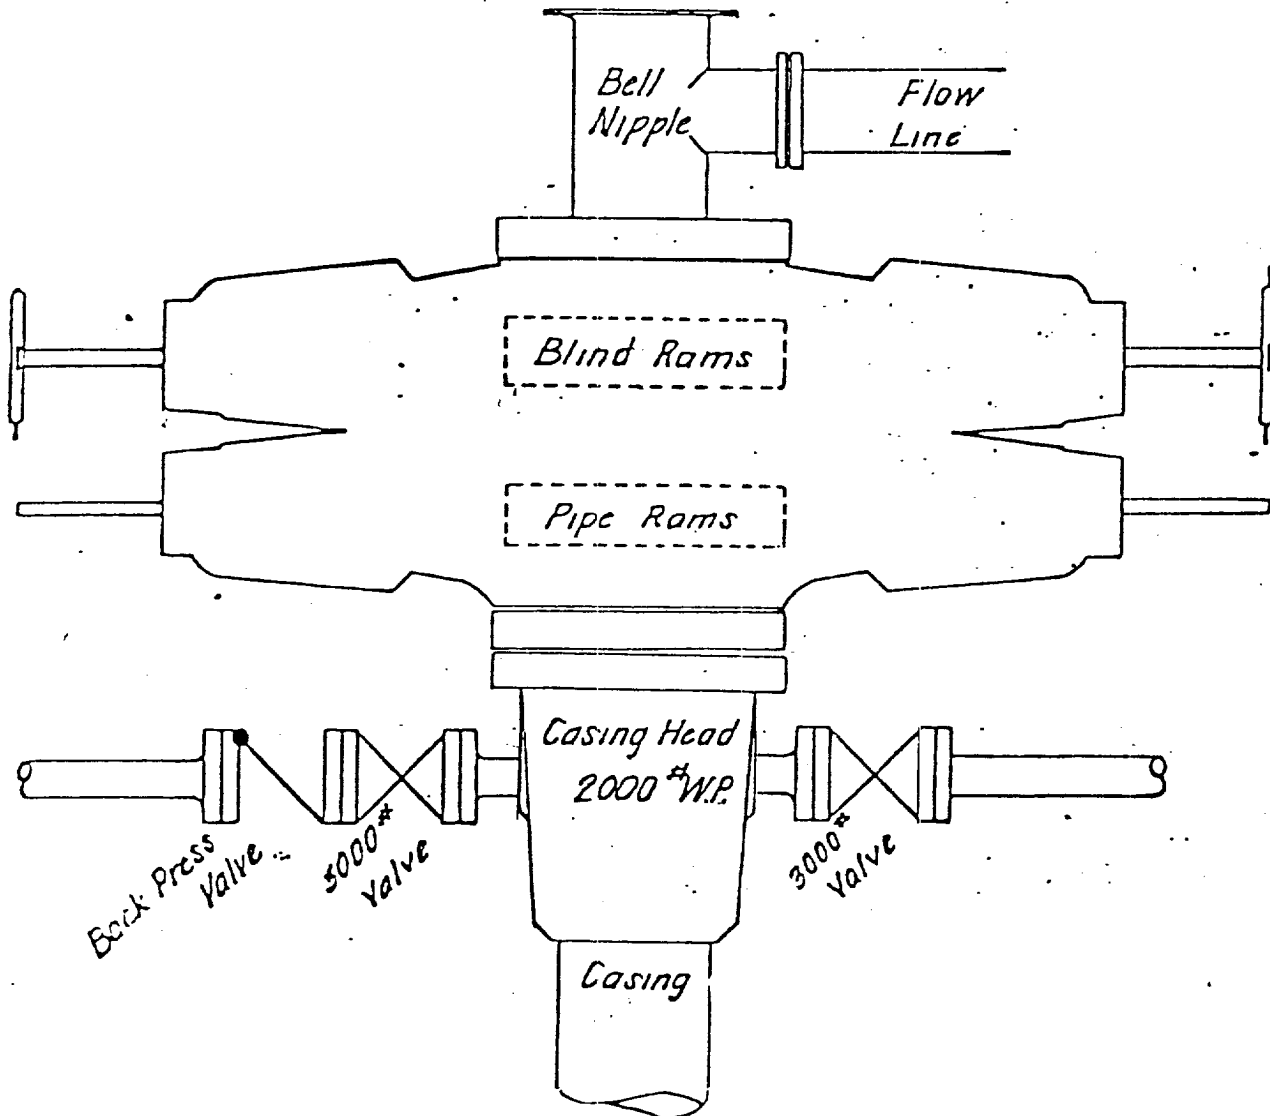 Bell
Nipple
Flow
Line
Blind Rams
Pipe Rams
Casing Head
2000 # W.P.
Back Press
Valve
3000 #
Valve
3000 #
Valve
Casing